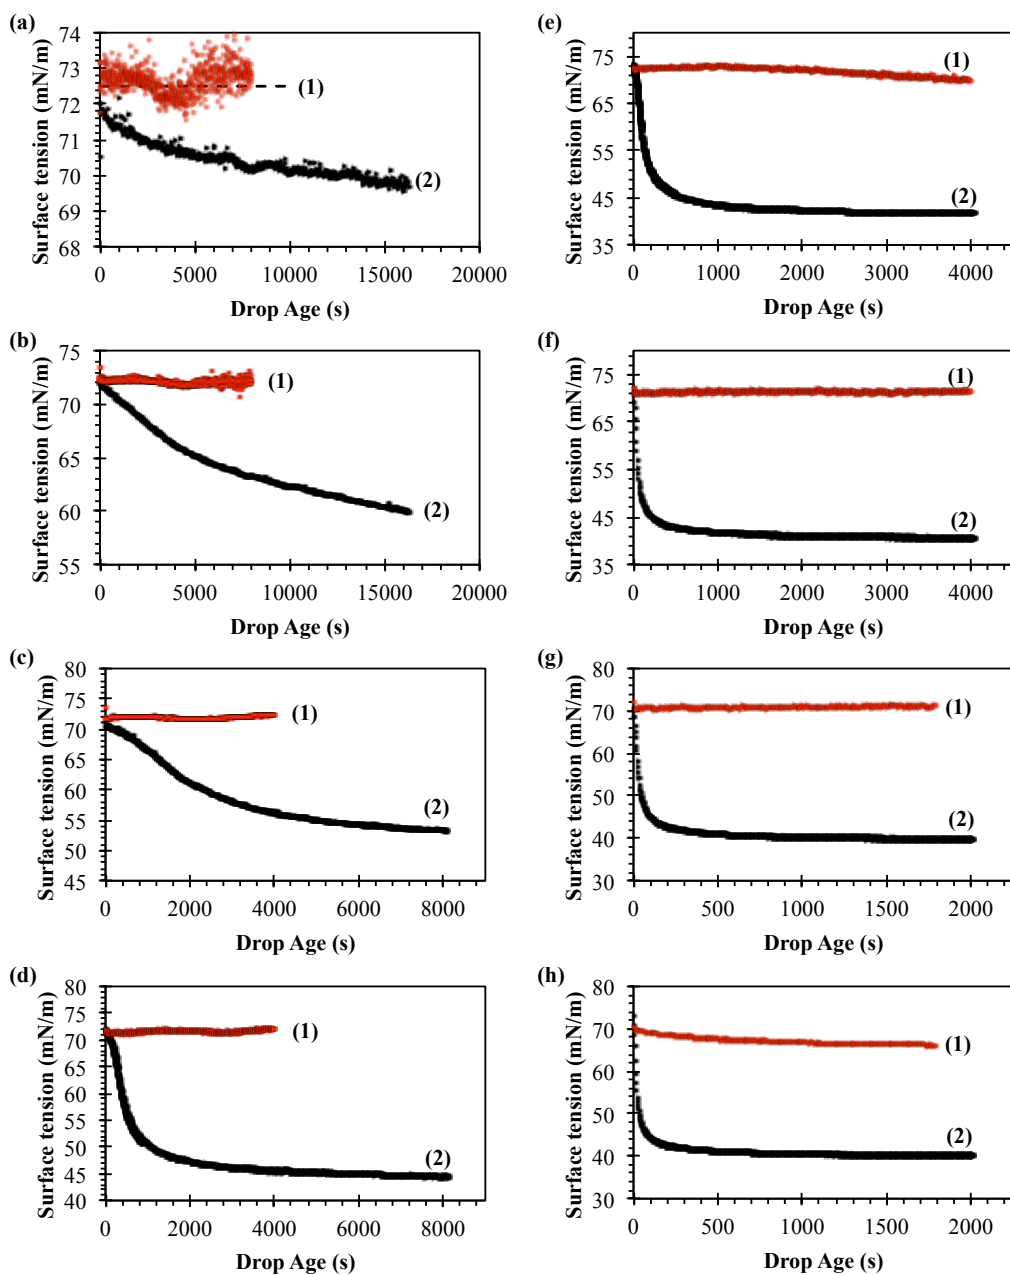 (a)
Surface tension (mN/m)
74
73
72
71
70
69
68
(1)
(2)
0 5000 10000 15000 20000
Drop Age (s)
(b)
Surface tension (mN/m)
75
70
65
60
55
(1)
(2)
0 5000 10000 15000 20000
Drop Age (s)
(c)
Surface tension (mN/m)
80
75
70
65
60
55
50
45
(1)
(2)
0 2000 4000 6000 8000
Drop Age (s)
(d)
Surface tension (mN/m)
80
75
70
65
60
55
50
45
40
(1)
(2)
0 2000 4000 6000 8000
Drop Age (s)
(e)
Surface tension (mN/m)
75
65
55
45
35
(1)
(2)
0 1000 2000 3000 4000
Drop Age (s)
(f)
Surface tension (mN/m)
75
65
55
45
35
(1)
(2)
0 1000 2000 3000 4000
Drop Age (s)
(g)
Surface tension (mN/m)
80
70
60
50
40
30
(1)
(2)
0 500 1000 1500 2000
Drop Age (s)
(h)
Surface tension (mN/m)
80
70
60
50
40
30
(1)
(2)
0 500 1000 1500 2000
Drop Age (s)